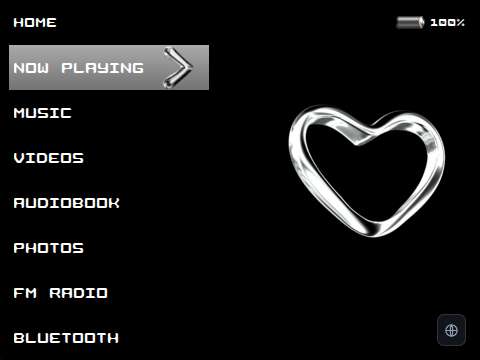 HOME
100%
NOW PLAYING
MUSIC
VIDEOS
AUDIOBOOK
PHOTOS
FM RADIO
BLUETOOTH